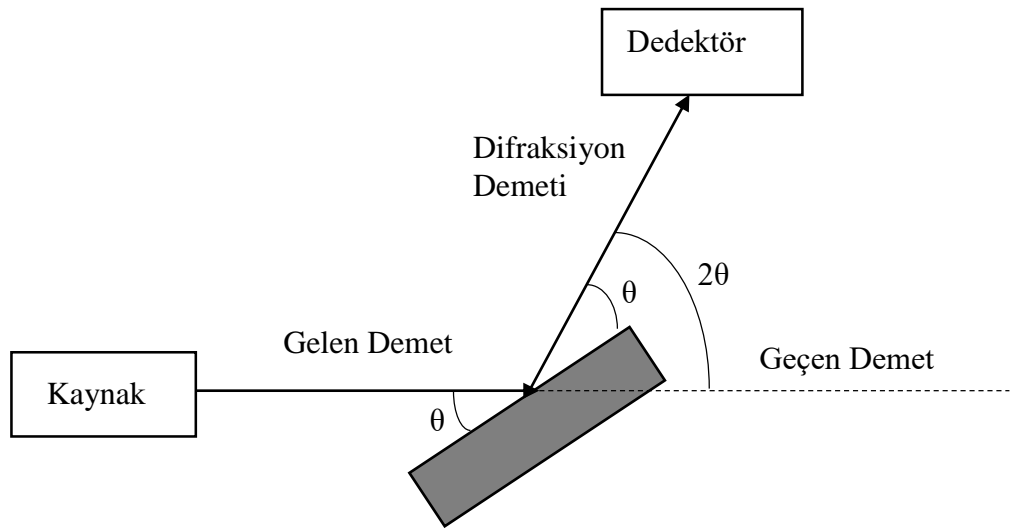 Dedektör
Difraksiyon
Demeti
2θ
θ
Gelen Demet
Geçen Demet
Kaynak
θ